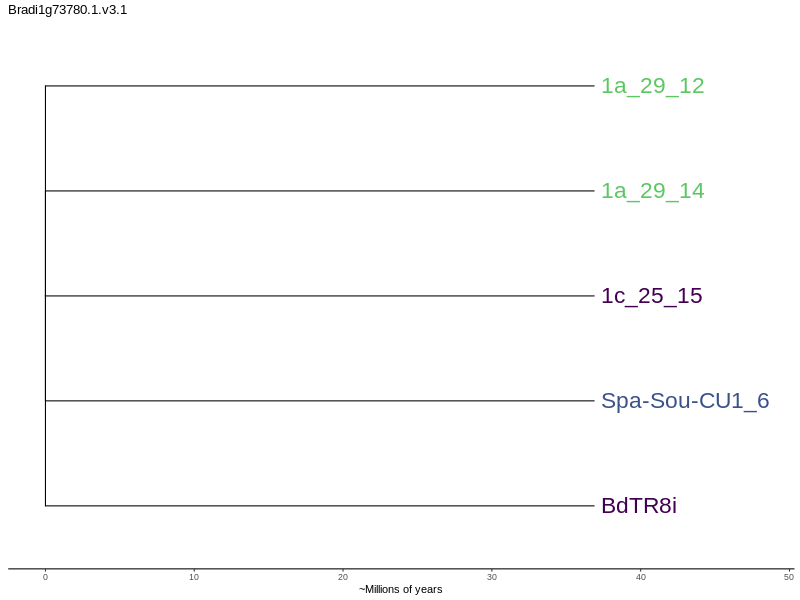 Bradi1g73780.1.v3.1
1a_29_12
1a_29_14
1c_25_15
Spa-Sou-CU1_6
BdTR8i
0 10 20 30 40 50
~Millions of years